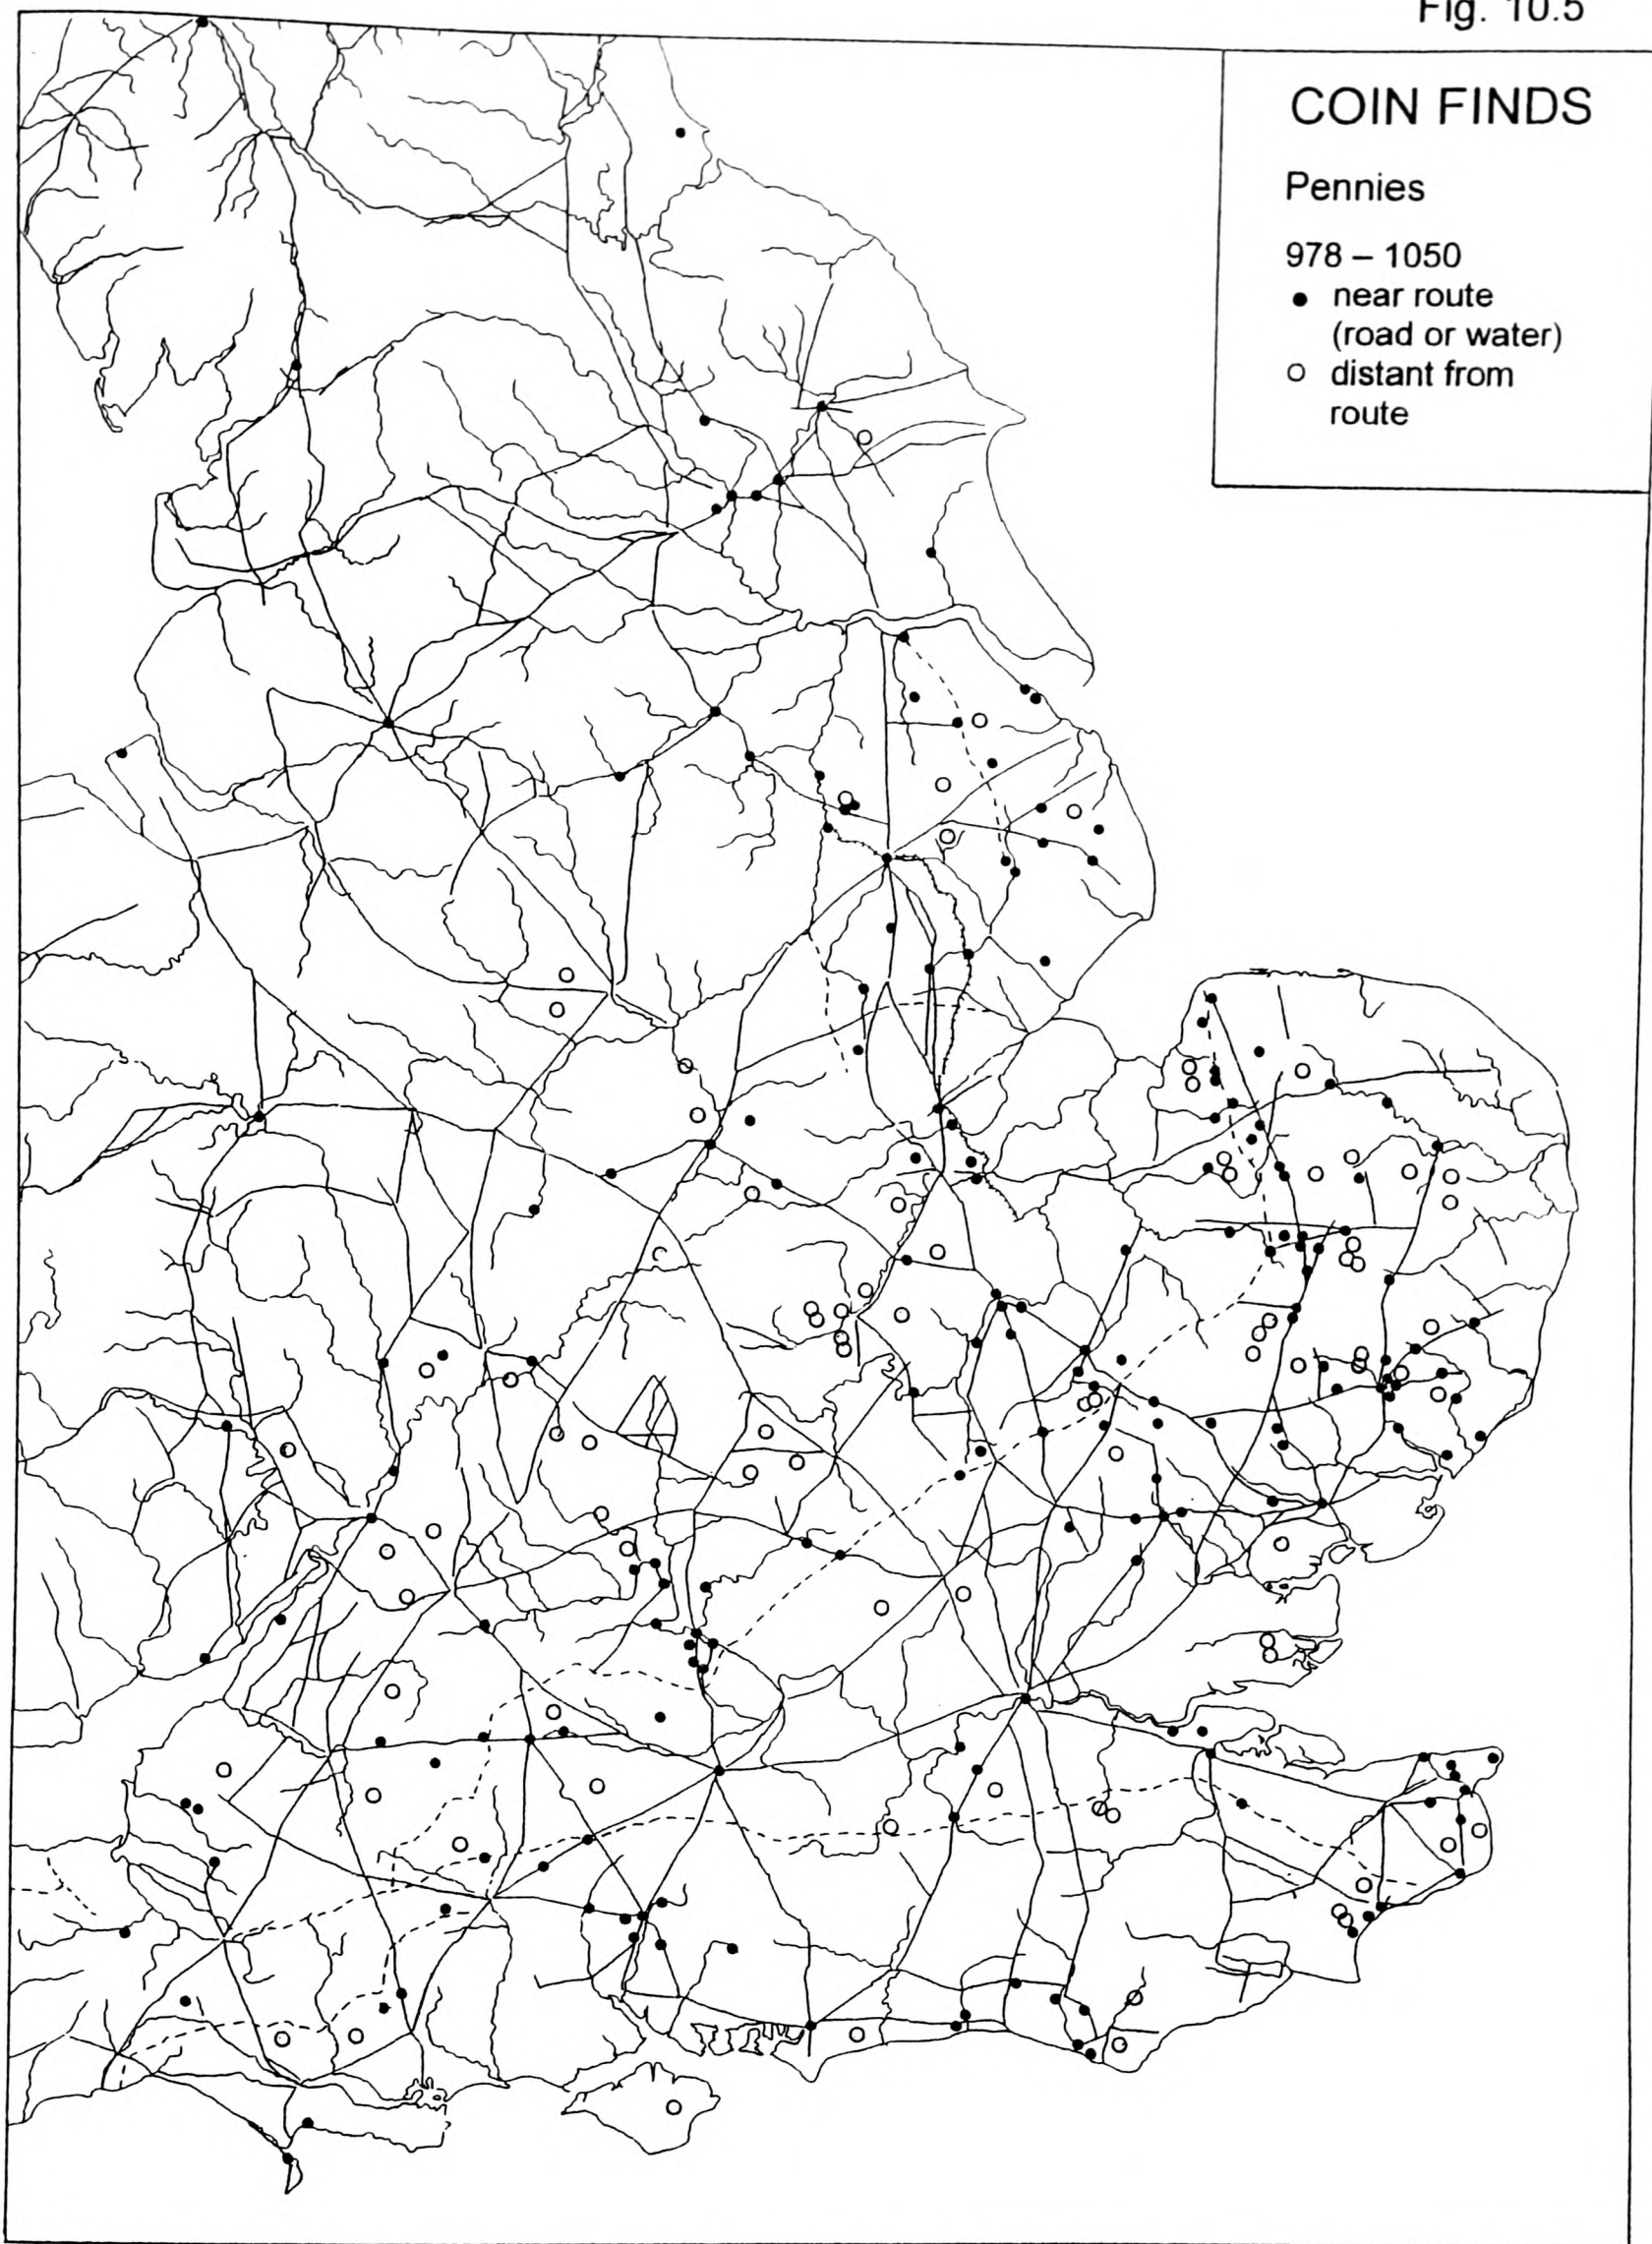 Fig. 10.5
COIN FINDS
Pennies
978 – 1050
near route
(road or water)
distant from
route